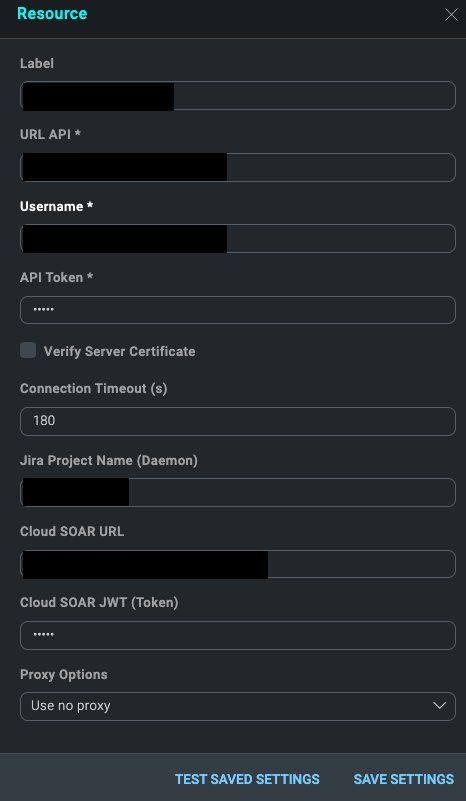 Resource
Label
URL API *
Username *
API Token *
•••••
Verify Server Certificate
Connection Timeout (s)
180
Jira Project Name (Daemon)
Cloud SOAR URL
Cloud SOAR JWT (Token)
•••••
Proxy Options
Use no proxy
TEST SAVED SETTINGS SAVE SETTINGS